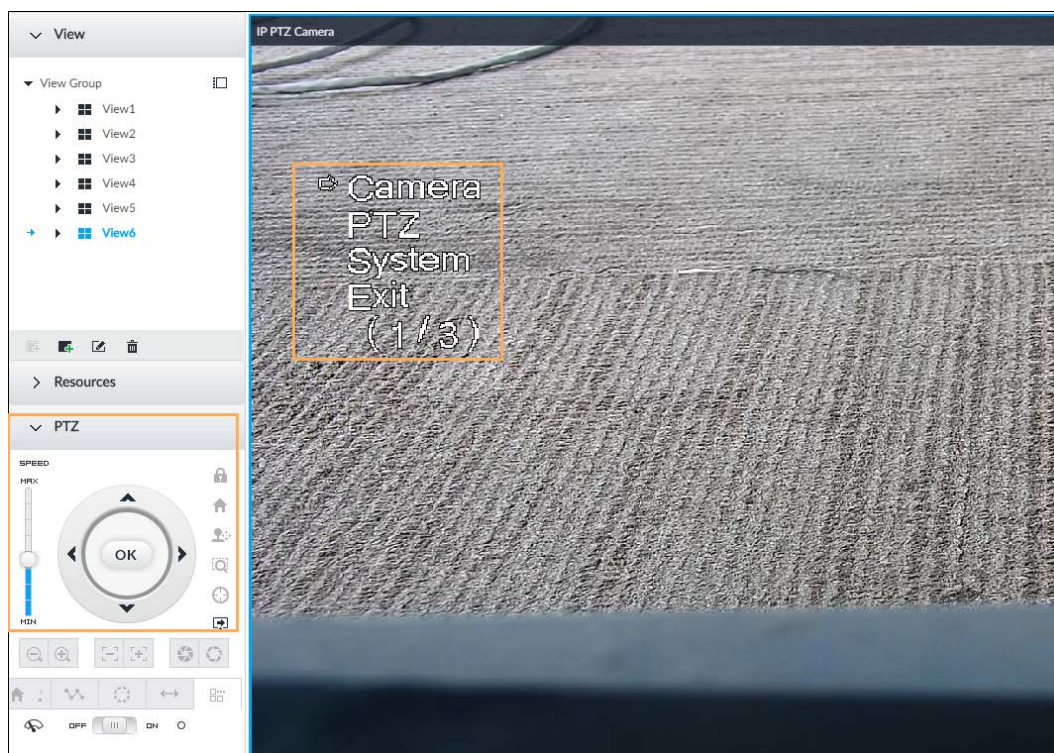 View
IP PTZ Camera
View Group
View1
View2
View3
View4
View5
View6
Camera
PTZ
System
Exit
(1/3)
Resources
PTZ
SPEED
MAX
OK
MIN
OFF ON